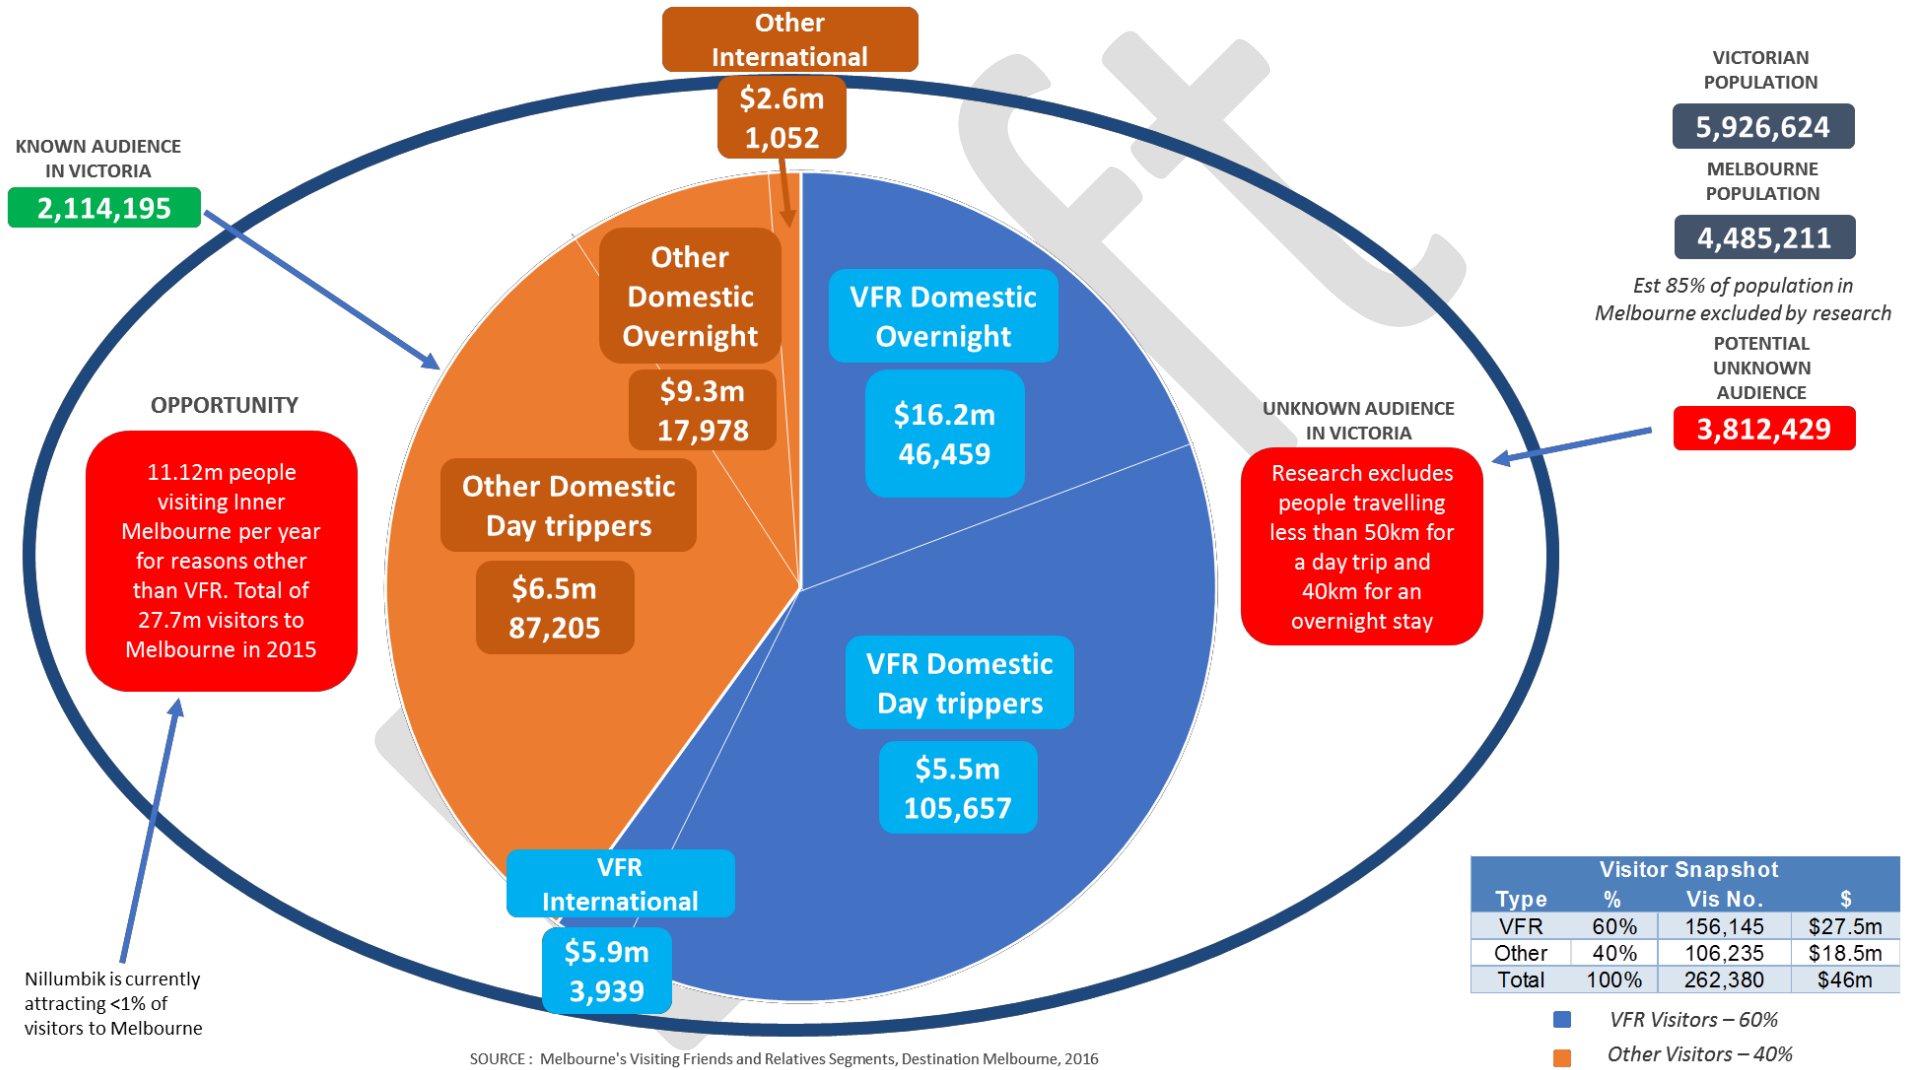 Other
International
$2.6m
1,052
KNOWN AUDIENCE
IN VICTORIA
2,114,195
VICTORIAN
POPULATION
5,926,624
MELBOURNE
POPULATION
4,485,211
Est 85% of population in
Melbourne excluded by research
POTENTIAL
UNKNOWN
AUDIENCE
3,812,429
Other
Domestic
Overnight
$9.3m
17,978
VFR Domestic
Overnight
$16.2m
46,459
OPPORTUNITY
11.12m people
visiting Inner
Melbourne per year
for reasons other
than VFR. Total of
27.7m visitors to
Melbourne in 2015
Other Domestic
Day trippers
$6.5m
87,205
UNKNOWN AUDIENCE
IN VICTORIA
Research excludes
people travelling
less than 50km for
a day trip and
40km for an
overnight stay
VFR Domestic
Day trippers
$5.5m
105,657
VFR
International
$5.9m
3,939
Nillumbik is currently
attracting <1% of
visitors to Melbourne
Visitor Snapshot
Type % Vis No. $
VFR 60% 156,145 $27.5m
Other 40% 106,235 $18.5m
Total 100% 262,380 $46m
VFR Visitors – 60%
Other Visitors – 40%
SOURCE : Melbourne's Visiting Friends and Relatives Segments, Destination Melbourne, 2016